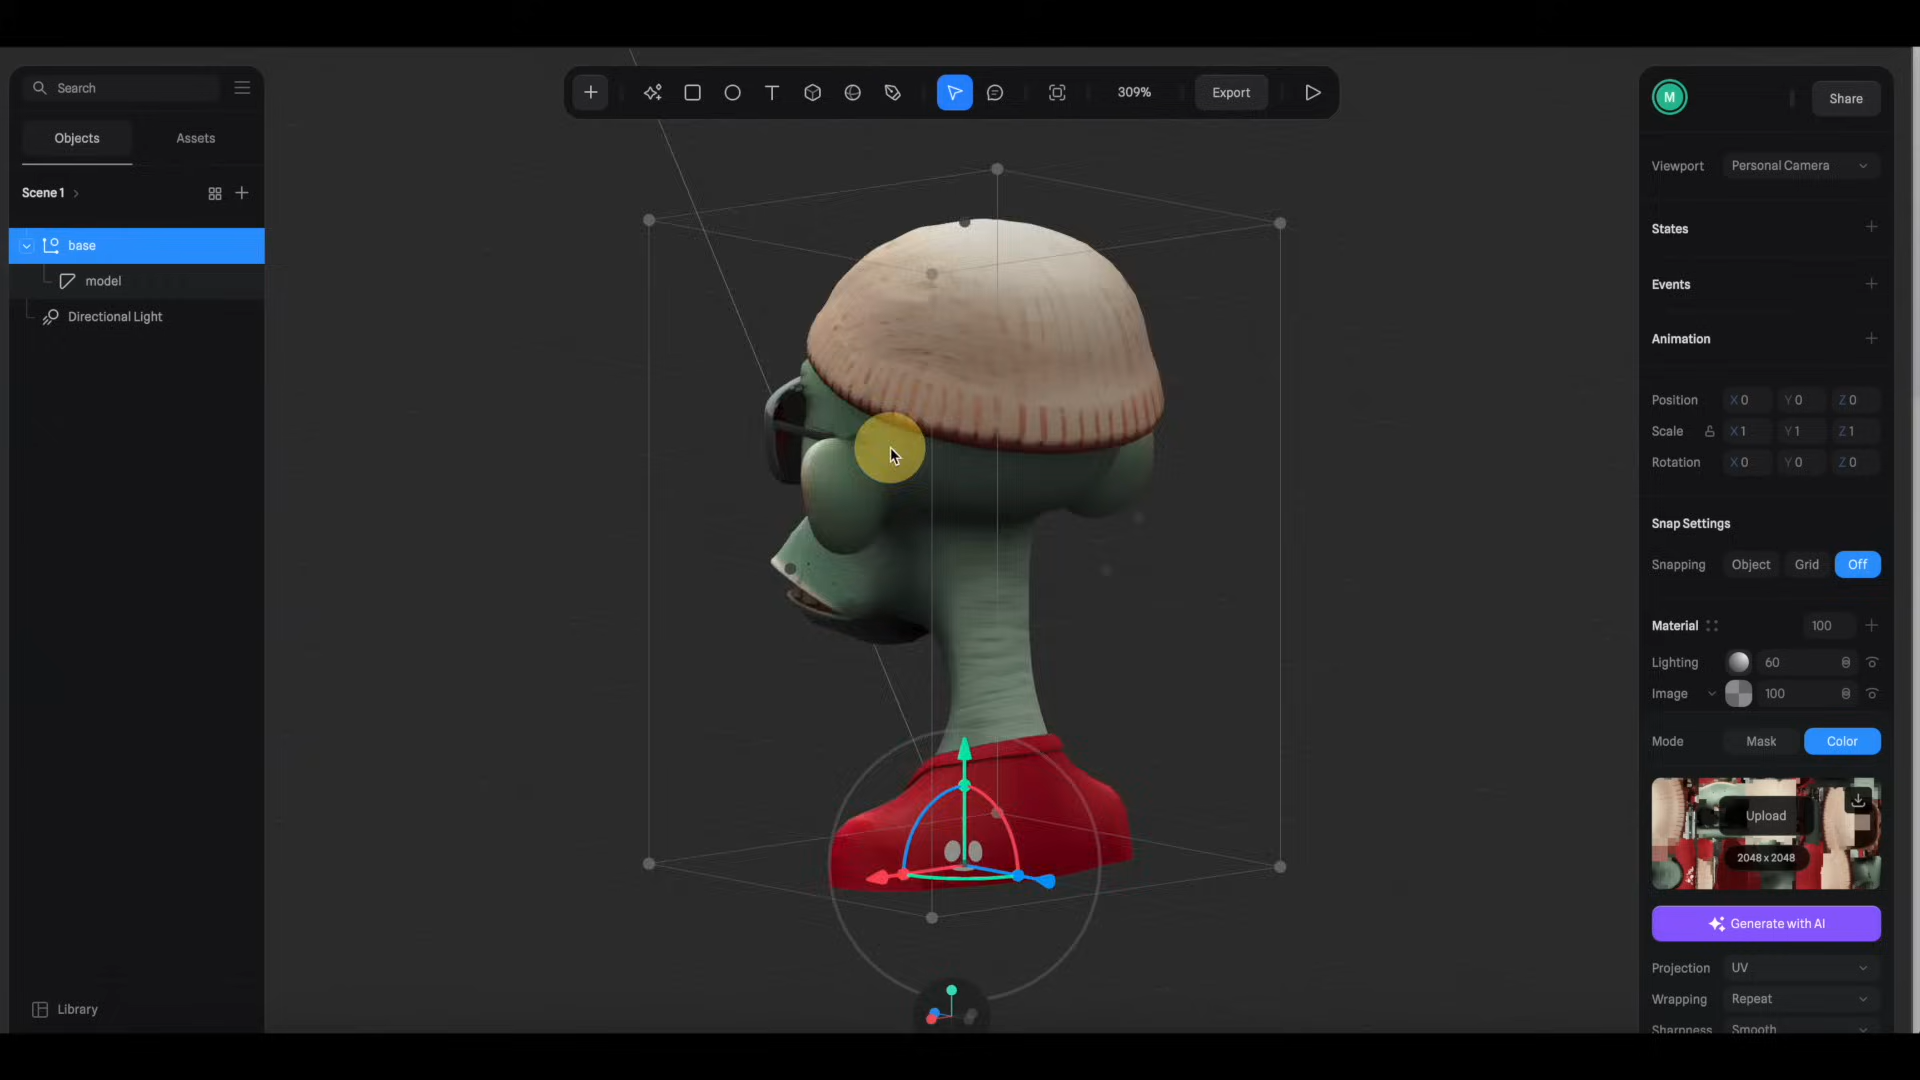 Search
Objects
Assets
Scene 1
base
model
Directional Light
Library
T
309%
Export
M
Share
Viewport
Personal Camera
States
Events
Animation
Position X 0 Y 0 Z 0
Scale X 1 Y 1 Z 1
Rotation X 0 Y 0 Z 0
Snap Settings
Snapping Object Grid Off
Material 100
Lighting 60
Image 100
Mode Mask Color
Upload
2048 x 2048
Generate with AI
Projection UV
Wrapping Repeat
Sharpness Smooth